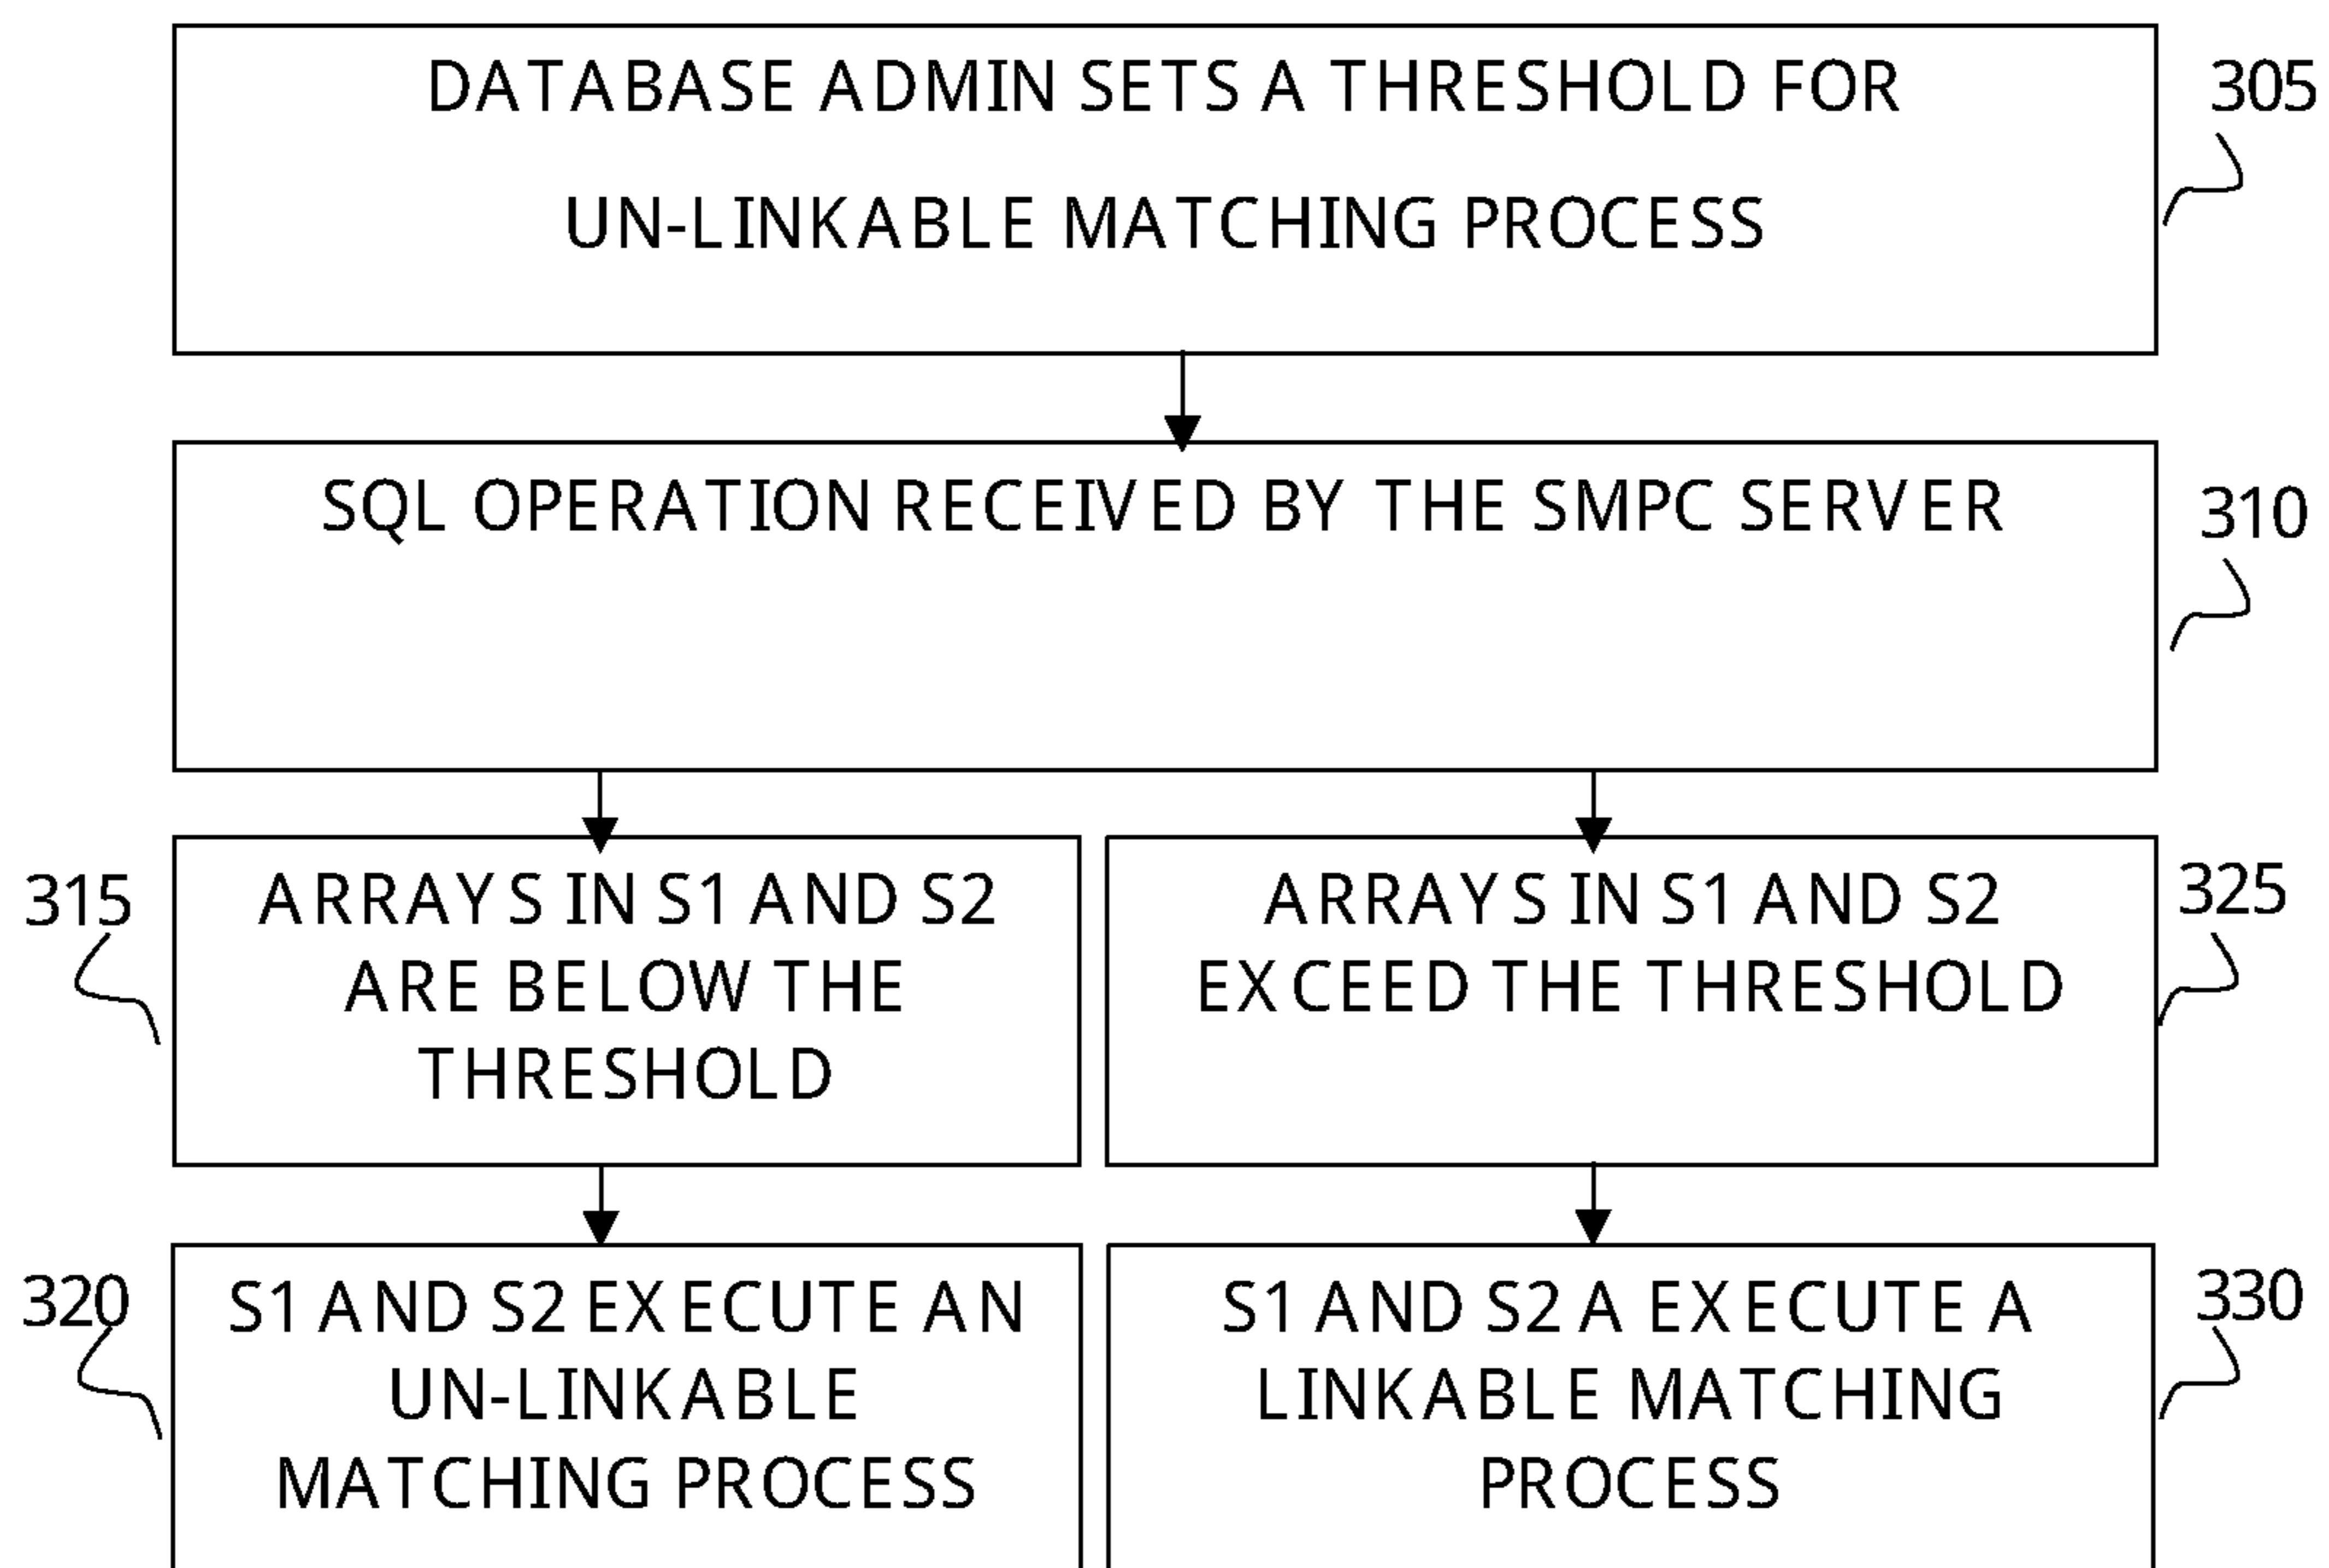 DATABASE ADMIN SETS A THRESHOLD FOR
UN-LINKABLE MATCHING PROCESS
305
SQL OPERATION RECEIVED BY THE SMPC SERVER
310
315
ARRAYS IN S1 AND S2
ARE BELOW THE
THRESHOLD
ARRAYS IN S1 AND S2
EXCEED THE THRESHOLD
325
320
S1 AND S2 EXECUTE AN
UN-LINKABLE
MATCHING PROCESS
S1 AND S2 A EXECUTE A
LINKABLE MATCHING
PROCESS
330